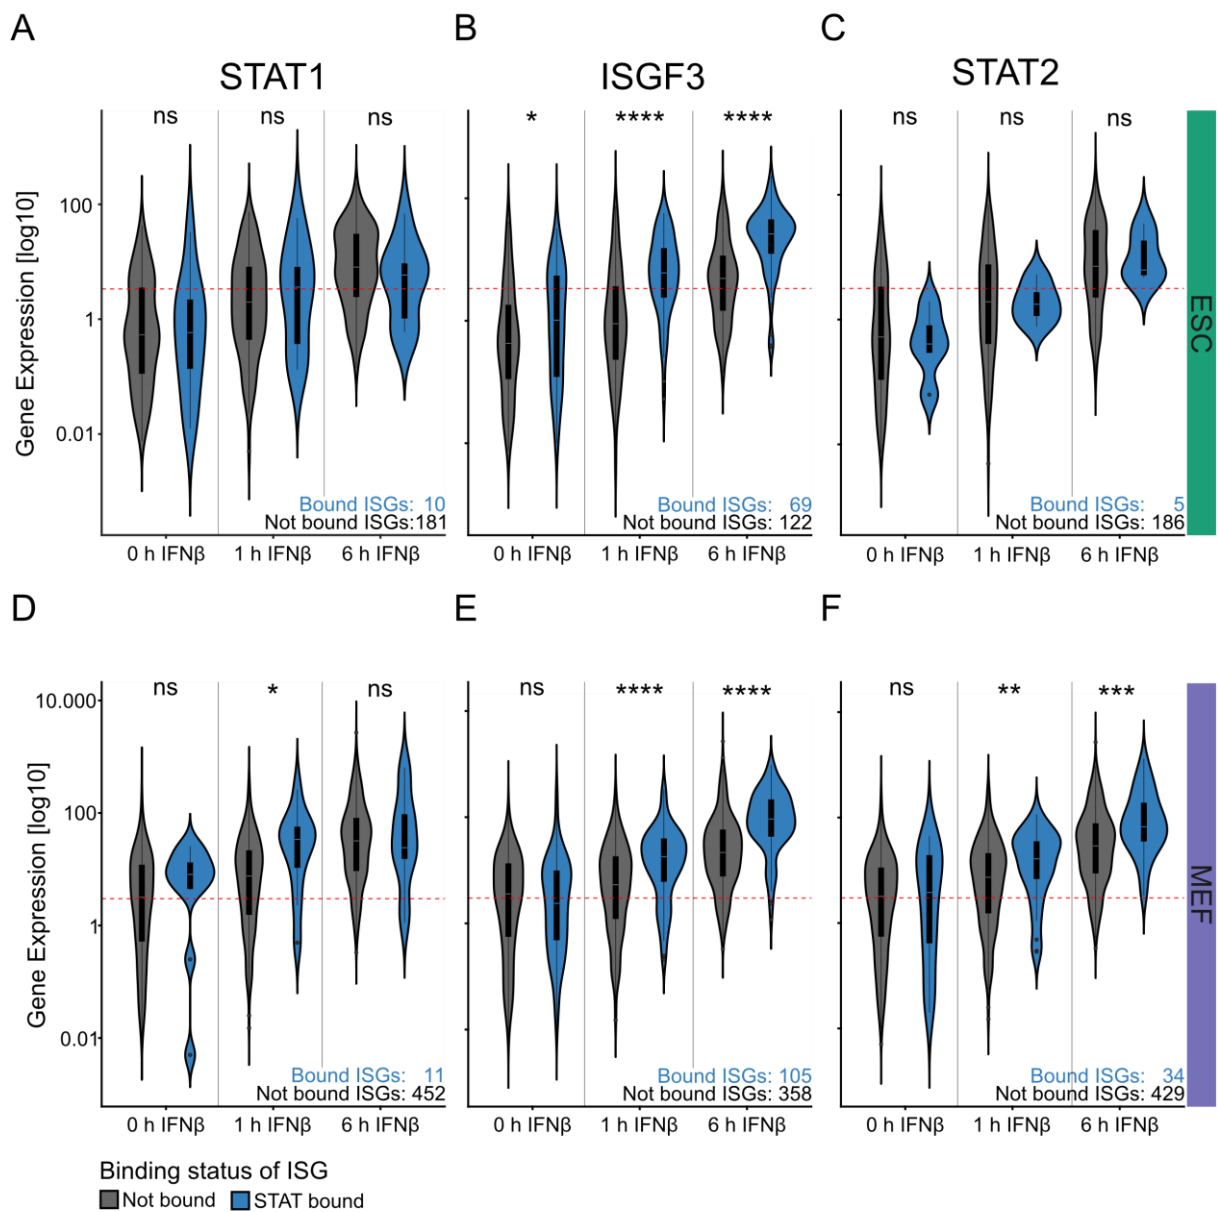 A
B
C
STAT1
ISGF3
STAT2
ns
ns
ns
*
****
****
ns
ns
ns
Gene Expression [log10]
100
1
0.01
ESC
Bound ISGs: 10
Not bound ISGs:181
Bound ISGs: 69
Not bound ISGs: 122
Bound ISGs: 5
Not bound ISGs: 186
0 h IFNβ
1 h IFNβ
6 h IFNβ
0 h IFNβ
1 h IFNβ
6 h IFNβ
0 h IFNβ
1 h IFNβ
6 h IFNβ
D
E
F
ns
*
ns
ns
****
****
ns
**
***
Gene Expression [log10]
10.000
100
1
0.01
MEF
Bound ISGs: 11
Not bound ISGs: 452
Bound ISGs: 105
Not bound ISGs: 358
Bound ISGs: 34
Not bound ISGs: 429
0 h IFNβ
1 h IFNβ
6 h IFNβ
0 h IFNβ
1 h IFNβ
6 h IFNβ
0 h IFNβ
1 h IFNβ
6 h IFNβ
Binding status of ISG
Not bound
STAT bound